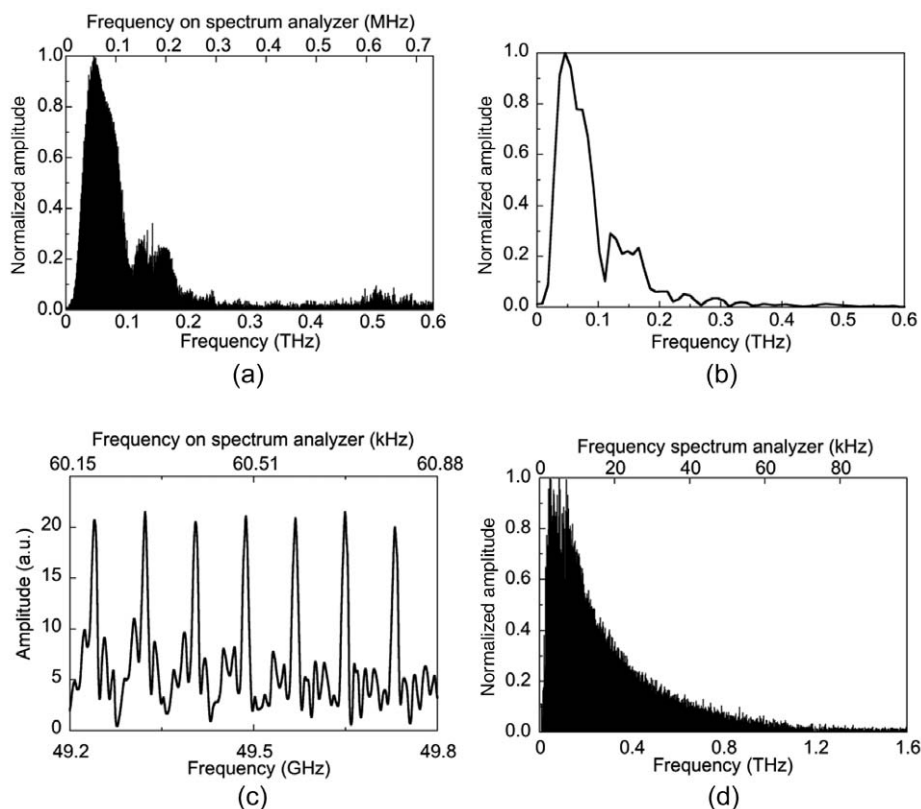 Frequency on spectrum analyzer (MHz)
0 0.1 0.2 0.3 0.4 0.5 0.6 0.7
1.0
0.8
0.6
0.4
0.2
0.0
Normalized amplitude
0 0.1 0.2 0.3 0.4 0.5 0.6
Frequency (THz)
(a)
1.0
0.8
0.6
0.4
0.2
0.0
Normalized amplitude
0 0.1 0.2 0.3 0.4 0.5 0.6
Frequency (THz)
(b)
Frequency on spectrum analyzer (kHz)
60.15 60.51 60.88
20
15
10
5
0
Amplitude (a.u.)
49.2 49.5 49.8
Frequency (GHz)
(c)
Frequency spectrum analyzer (kHz)
0 20 40 60 80
1.0
0.8
0.6
0.4
0.2
0.0
Normalized amplitude
0 0.4 0.8 1.2 1.6
Frequency (THz)
(d)